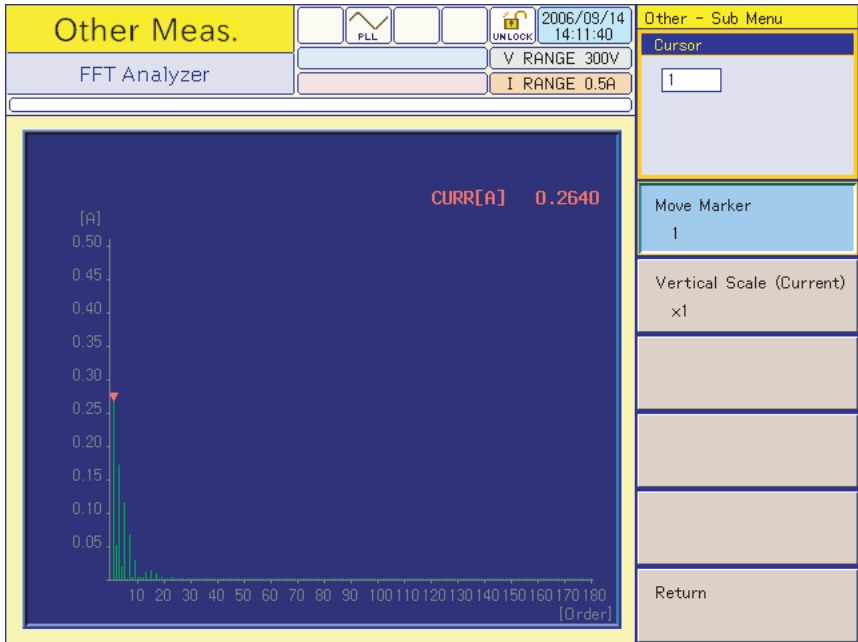 Other Meas.
FFT Analyzer
PLL
UNLOCK
2006/09/14
14:11:40
V RANGE 300V
I RANGE 0.5A
Other - Sub Menu
Cursor
1
Move Marker
1
Vertical Scale (Current)
x1
Return
CURR[A] 0.2640
[A]
0.50
0.45
0.40
0.35
0.30
0.25
0.20
0.15
0.10
0.05
10 20 30 40 50 60 70 80 90 100 110 120 130 140 150 160 170 180
[Order]